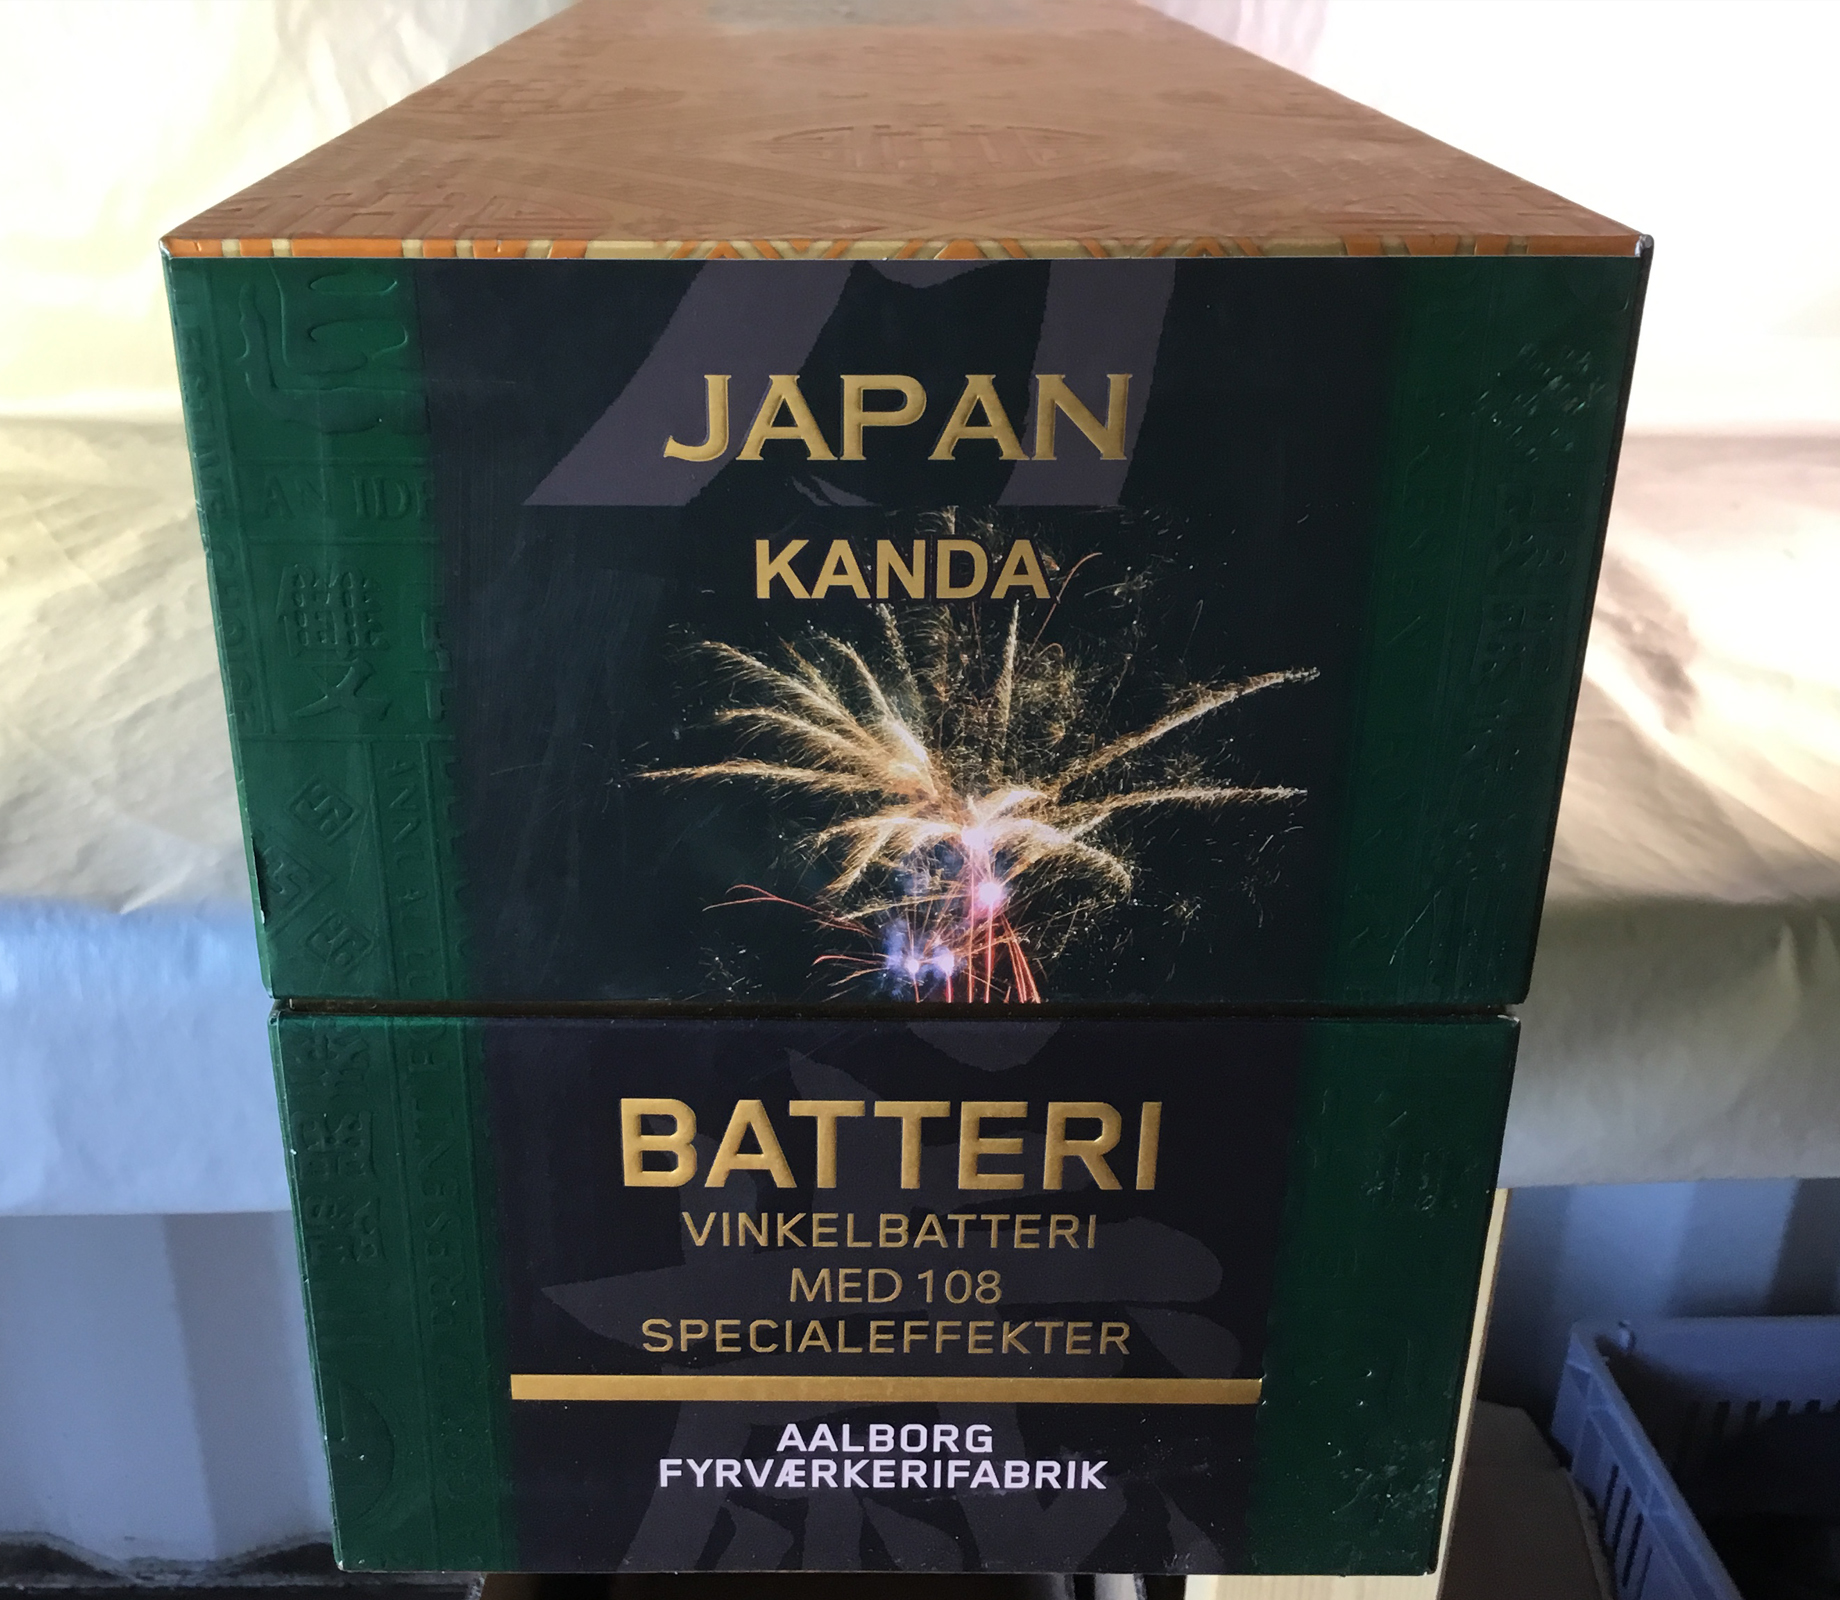 JAPAN
KANDA
BATTERI
VINKELBATTERI
MED 108
SPECIALEFFEKTER
AALBORG
FYRVÆRKERIFABRIK